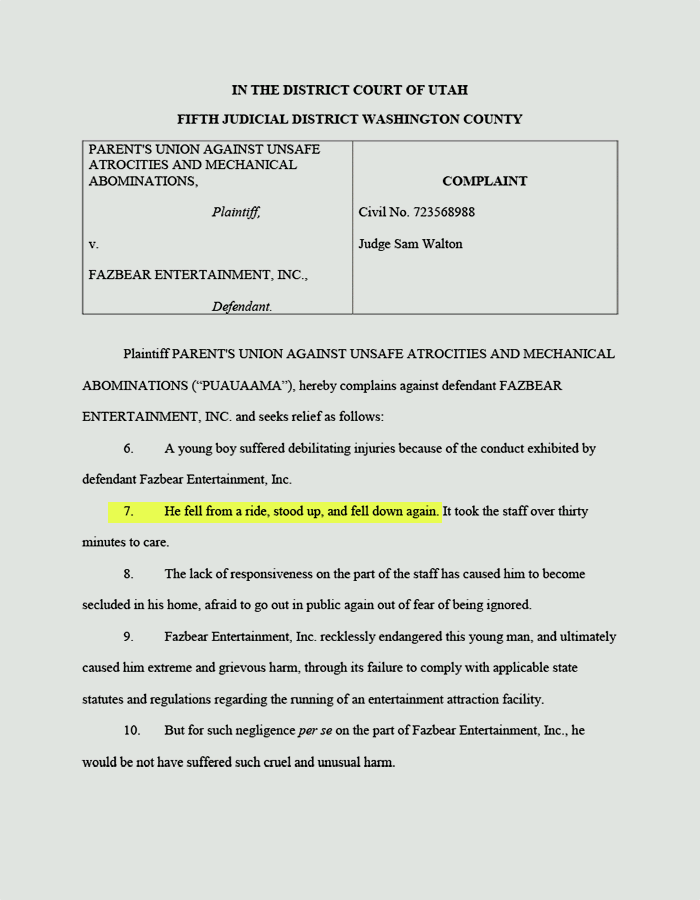 IN THE DISTRICT COURT OF UTAH
FIFTH JUDICIAL DISTRICT WASHINGTON COUNTY
PARENT'S UNION AGAINST UNSAFE
ATROCITIES AND MECHANICAL
ABOMINATIONS,
Plaintiff,
v.
FAZBEAR ENTERTAINMENT, INC.,
Defendant.
COMPLAINT
Civil No. 723568988
Judge Sam Walton
Plaintiff PARENT'S UNION AGAINST UNSAFE ATROCITIES AND MECHANICAL
ABOMINATIONS (“PUAUAAMA”), hereby complains against defendant FAZBEAR
ENTERTAINMENT, INC. and seeks relief as follows:
6. A young boy suffered debilitating injuries because of the conduct exhibited by
defendant Fazbear Entertainment, Inc.
7. He fell from a ride, stood up, and fell down again. It took the staff over thirty
minutes to care.
8. The lack of responsiveness on the part of the staff has caused him to become
secluded in his home, afraid to go out in public again out of fear of being ignored.
9. Fazbear Entertainment, Inc. recklessly endangered this young man, and ultimately
caused him extreme and grievous harm, through its failure to comply with applicable state
statutes and regulations regarding the running of an entertainment attraction facility.
10. But for such negligence per se on the part of Fazbear Entertainment, Inc., he
would be not have suffered such cruel and unusual harm.